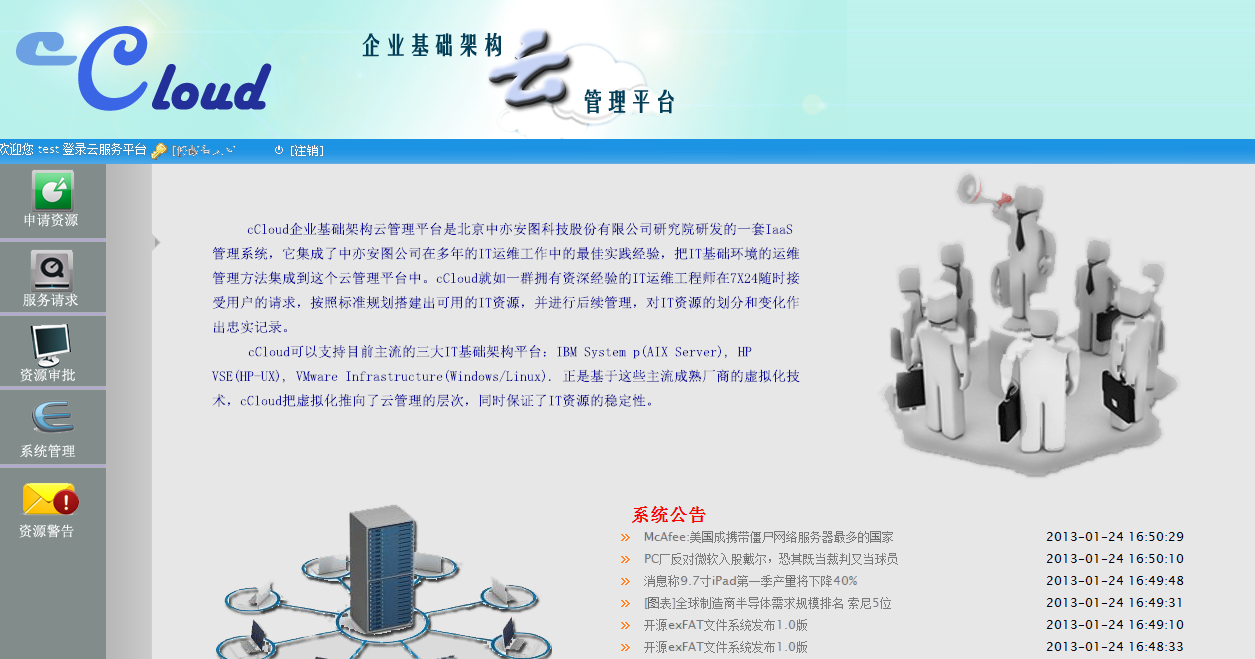 cCloud
企业基础架构
云
管理平台
欢迎您 test 登录云服务平台
[注销]
申请资源
服务请求
资源审批
系统管理
资源警告
cCloud企业基础架构云管理平台是北京中亦安图科技股份有限公司研究院研发的一套IaaS
管理系统，它集成了中亦安图公司在多年的IT运维工作中的最佳实践经验，把IT基础环境的运维
管理方法集成到这个云管理平台中。cCloud就如一群拥有资深经验的IT运维工程师在7X24随时接
受用户的请求，按照标准规划搭建出可用的IT资源，并进行后续管理，对IT资源的划分和变化作
出忠实记录。
cCloud可以支持目前主流的三大IT基础架构平台：IBM System p(AIX Server), HP
VSE(HP-UX), VMware Infrastructure(Windows/Linux). 正是基于这些主流成熟厂商的虚拟化技
术，cCloud把虚拟化推向了云管理的层次，同时保证了IT资源的稳定性。
系统公告
McAfee:美国成携带僵尸网络服务器最多的国家 2013-01-24 16:50:29
PC厂反对微软入股戴尔，恐其既当裁判又当球员 2013-01-24 16:50:10
消息称9.7寸iPad第一季产量将下降40% 2013-01-24 16:49:48
[图表]全球制造商半导体需求规模排名 索尼5位 2013-01-24 16:49:31
开源exFAT文件系统发布1.0版 2013-01-24 16:49:10
开源exFAT文件系统发布1.0版 2013-01-24 16:48:33